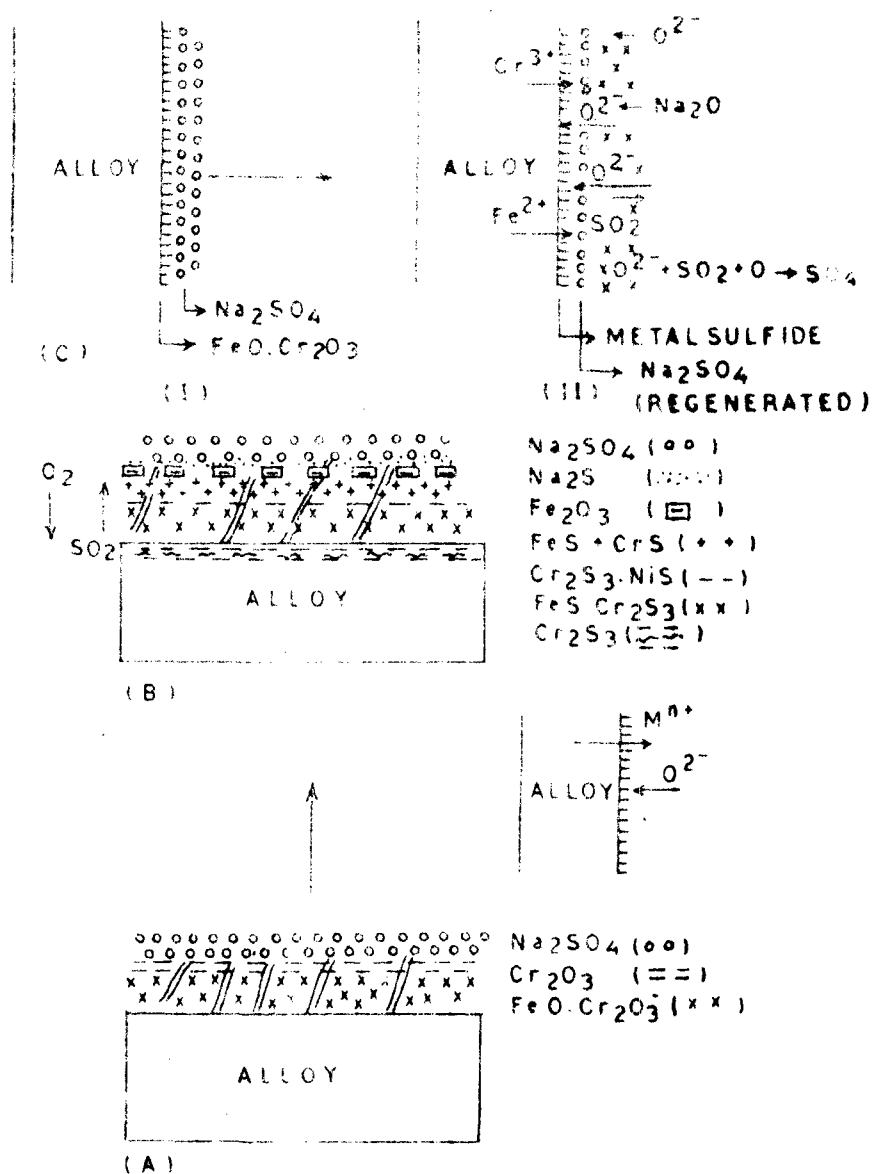 O2-
Cr3+
O2-
Na2O
ALLOY
ALLOY
O2-
Fe2+
SO2
O2- + SO2 + O → SO4
Na2SO4
FeO.Cr2O3
METAL SULFIDE
Na2SO4
(REGENERATED)
(C)
(I)
(II)
O2
SO2
ALLOY
Na2SO4 (o o)
Na2S ( )
Fe2O3 ( )
FeS + CrS (+ +)
Cr2S3.NiS (– –)
FeS Cr2S3 (x x)
Cr2S3 ( )
(B)
Mn+
O2-
ALLOY
Na2SO4 (o o)
Cr2O3 (= =)
FeO.Cr2O3 (x x)
ALLOY
(A)